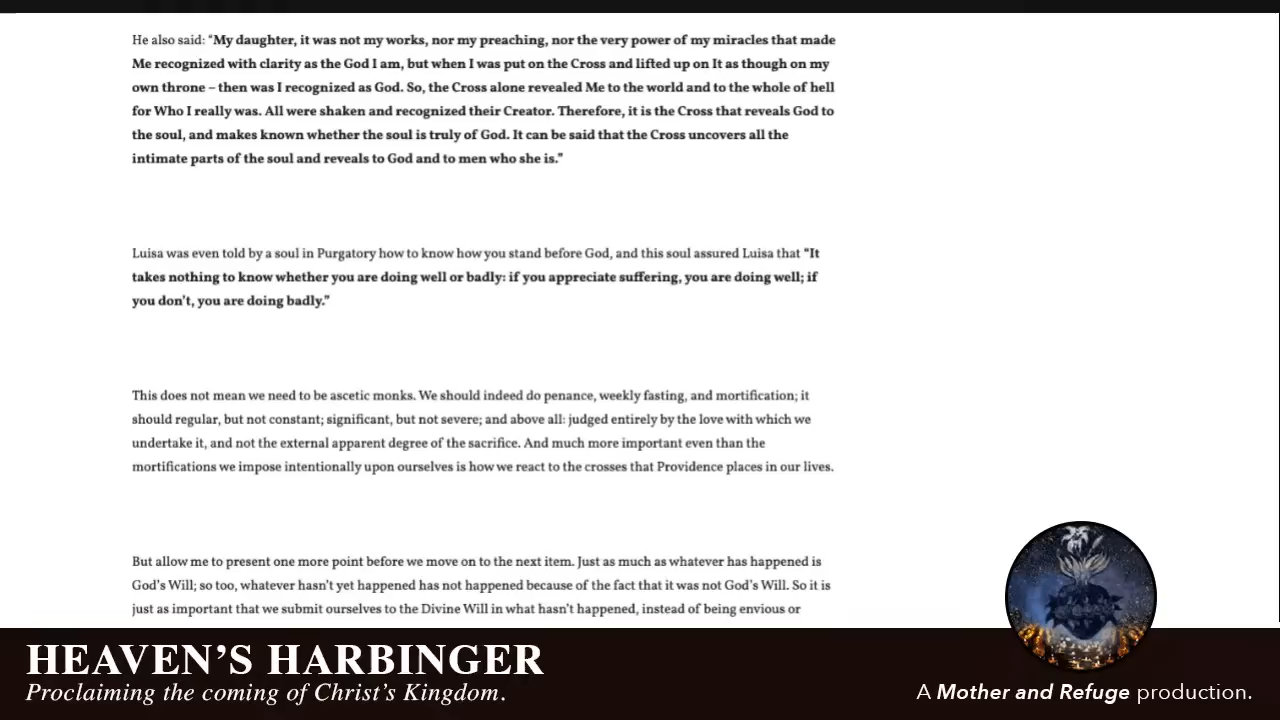 He also said: “My daughter, it was not my works, nor my preaching, nor the very power of my miracles that made
Me recognized with clarity as the God I am, but when I was put on the Cross and lifted up on It as though on my
own throne – then was I recognized as God. So, the Cross alone revealed Me to the world and to the whole of hell
for Who I really was. All were shaken and recognized their Creator. Therefore, it is the Cross that reveals God to
the soul, and makes known whether the soul is truly of God. It can be said that the Cross uncovers all the
intimate parts of the soul and reveals to God and to men who she is.”
Luisa was even told by a soul in Purgatory how to know how you stand before God, and this soul assured Luisa that “It
takes nothing to know whether you are doing well or badly: if you appreciate suffering, you are doing well; if
you don’t, you are doing badly.”
This does not mean we need to be ascetic monks. We should indeed do penance, weekly fasting, and mortification; it
should regular, but not constant; significant, but not severe; and above all: judged entirely by the love with which we
undertake it, and not the external apparent degree of the sacrifice. And much more important even than the
mortifications we impose intentionally upon ourselves is how we react to the crosses that Providence places in our lives.
But allow me to present one more point before we move on to the next item. Just as much as whatever has happened is
God’s Will; so too, whatever hasn’t yet happened has not happened because of the fact that it was not God’s Will. So it is
just as important that we submit ourselves to the Divine Will in what hasn’t happened, instead of being envious or
HEAVEN’S HARBINGER
Proclaiming the coming of Christ’s Kingdom.
A Mother and Refuge production.